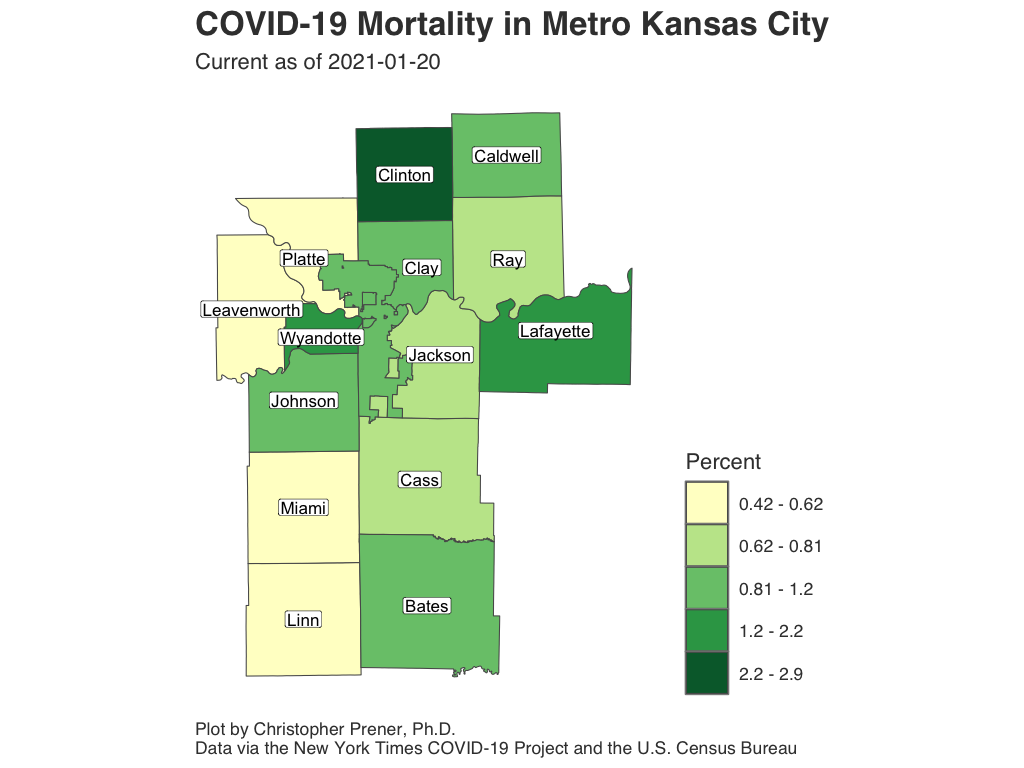 COVID-19 Mortality in Metro Kansas City
Current as of 2021-01-20
Caldwell
Clinton
Platte
Clay
Ray
Leavenworth
Wyandotte
Lafayette
Jackson
Johnson
Cass
Miami
Bates
Linn
Percent
0.42 - 0.62
0.62 - 0.81
0.81 - 1.2
1.2 - 2.2
2.2 - 2.9
Plot by Christopher Prener, Ph.D.
Data via the New York Times COVID-19 Project and the U.S. Census Bureau